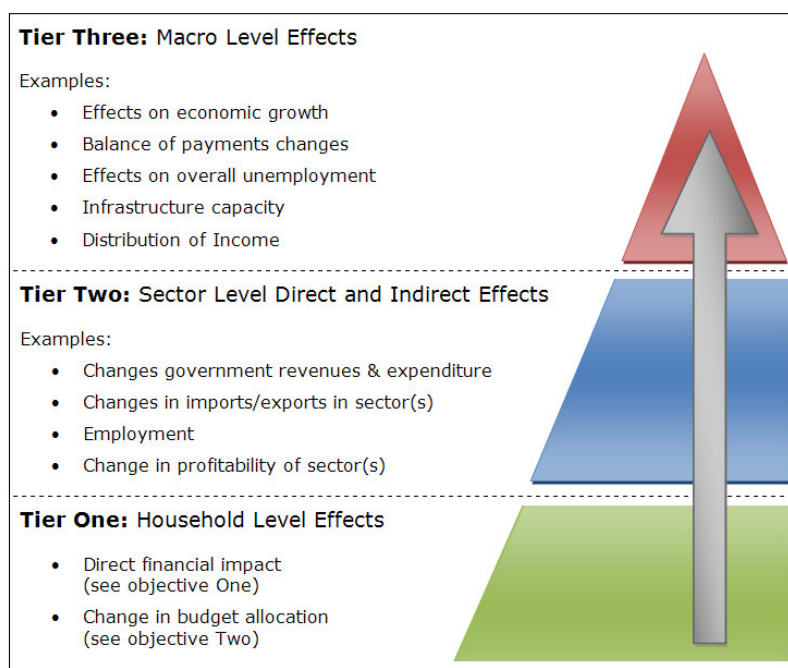 Tier Three: Macro Level Effects
Examples:
• Effects on economic growth
• Balance of payments changes
• Effects on overall unemployment
• Infrastructure capacity
• Distribution of Income
Tier Two: Sector Level Direct and Indirect Effects
Examples:
• Changes government revenues & expenditure
• Changes in imports/exports in sector(s)
• Employment
• Change in profitability of sector(s)
Tier One: Household Level Effects
• Direct financial impact
(see objective One)
• Change in budget allocation
(see objective Two)